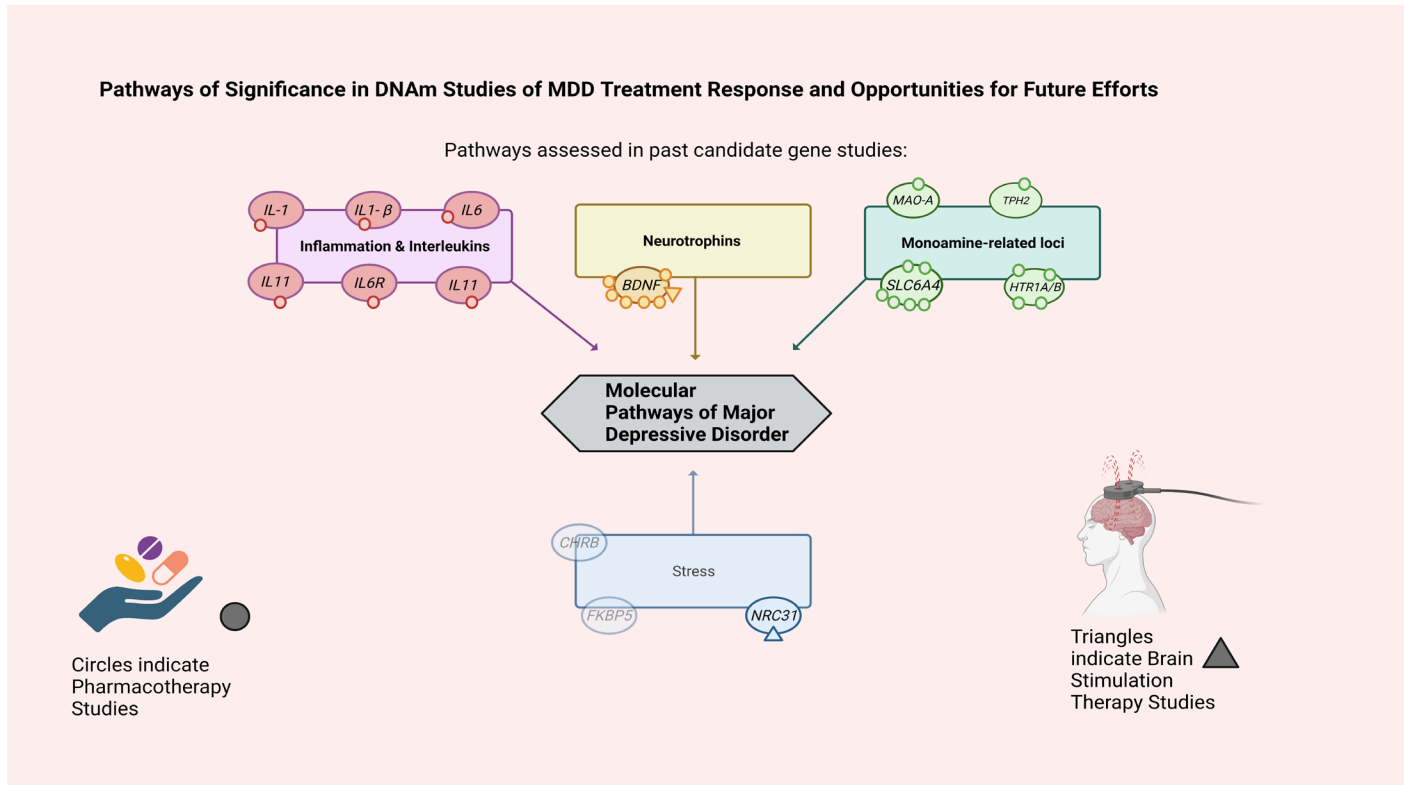 Pathways of Significance in DNAm Studies of MDD Treatment Response and Opportunities for Future Efforts
Pathways assessed in past candidate gene studies:
IL-1
IL1- β
IL6
Inflammation & Interleukins
IL11
IL6R
IL11
Neurotrophins
BDNF
MAO-A
TPH2
Monoamine-related loci
SLC6A4
HTR1A/B
Molecular
Pathways of Major
Depressive Disorder
CHRB
Stress
FKBP5
NRC31
Circles indicate
Pharmacotherapy
Studies
Triangles
indicate Brain
Stimulation
Therapy Studies